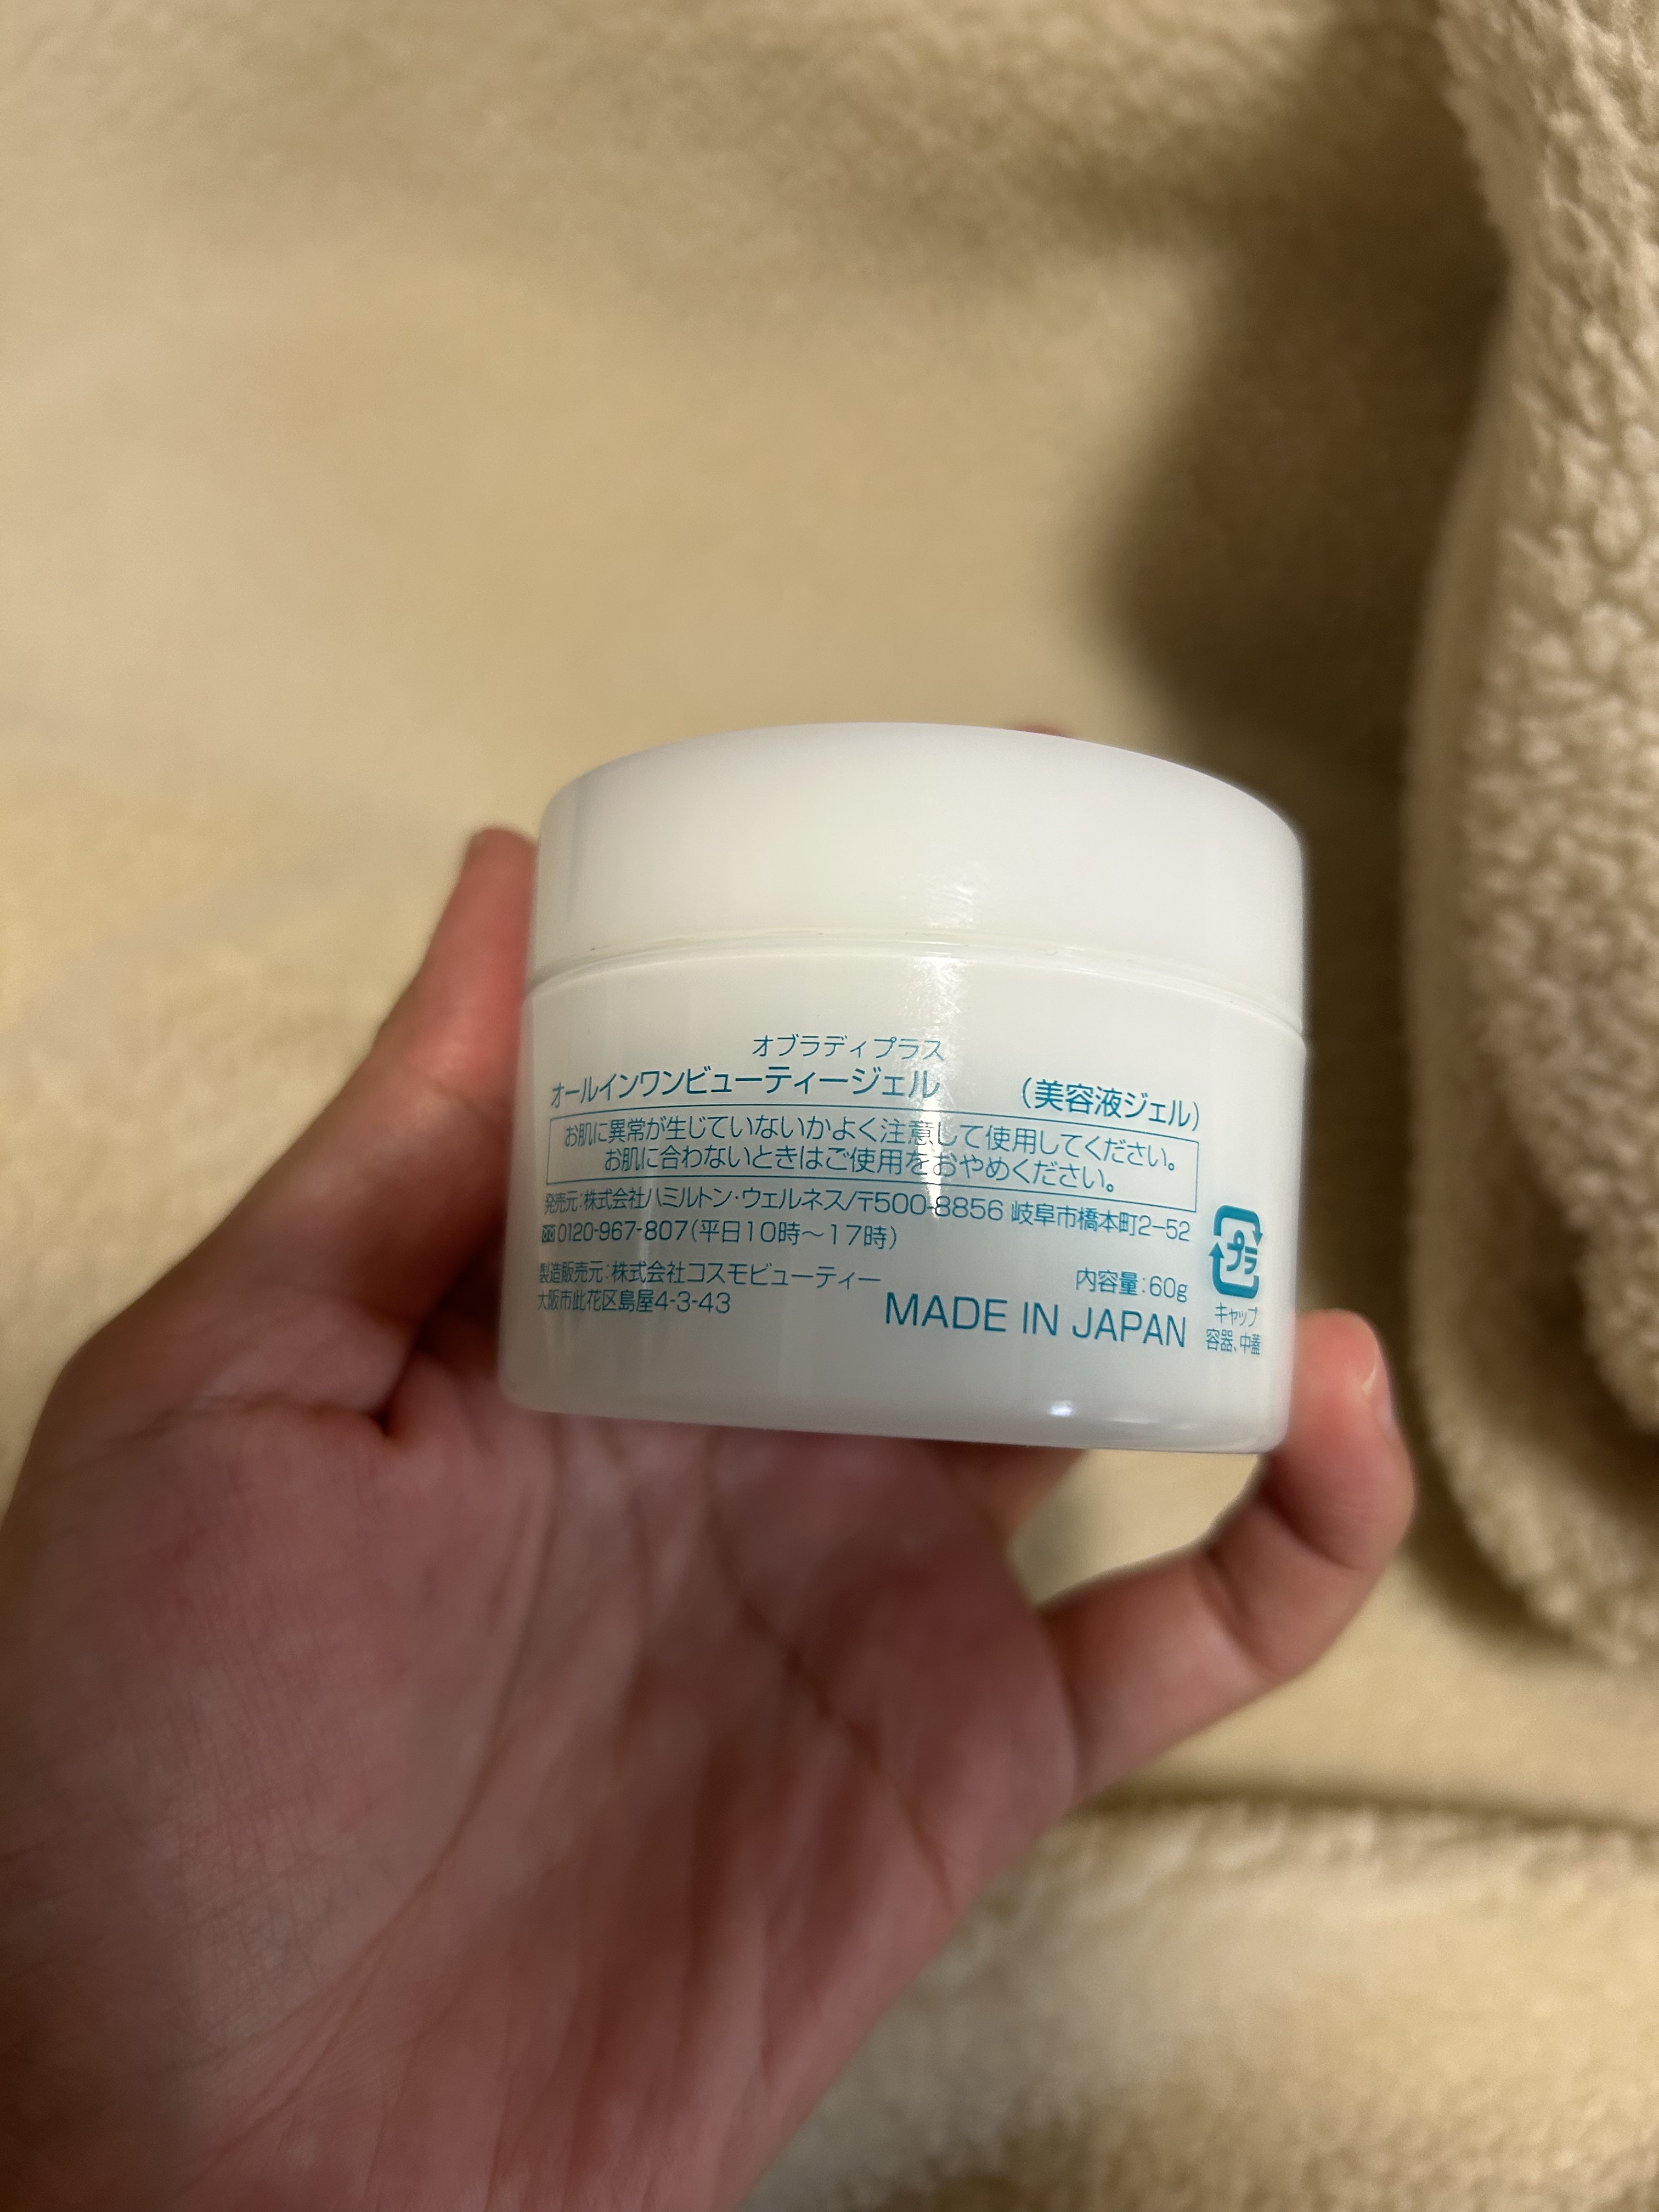 オブラディプラス
オールインワンビューティージェル （美容液ジェル）
お肌に異常が生じていないかよく注意して使用してください。
お肌に合わないときはご使用をおやめください。
発売元：株式会社ハミルトン・ウェルネス/〒500-8856 岐阜市橋本町2-52
0120-967-807（平日10時〜17時）
製造販売元：株式会社コスモビューティー
大阪市此花区島屋4-3-43
内容量：60g
MADE IN JAPAN
プラ
キャップ
容器、中蓋